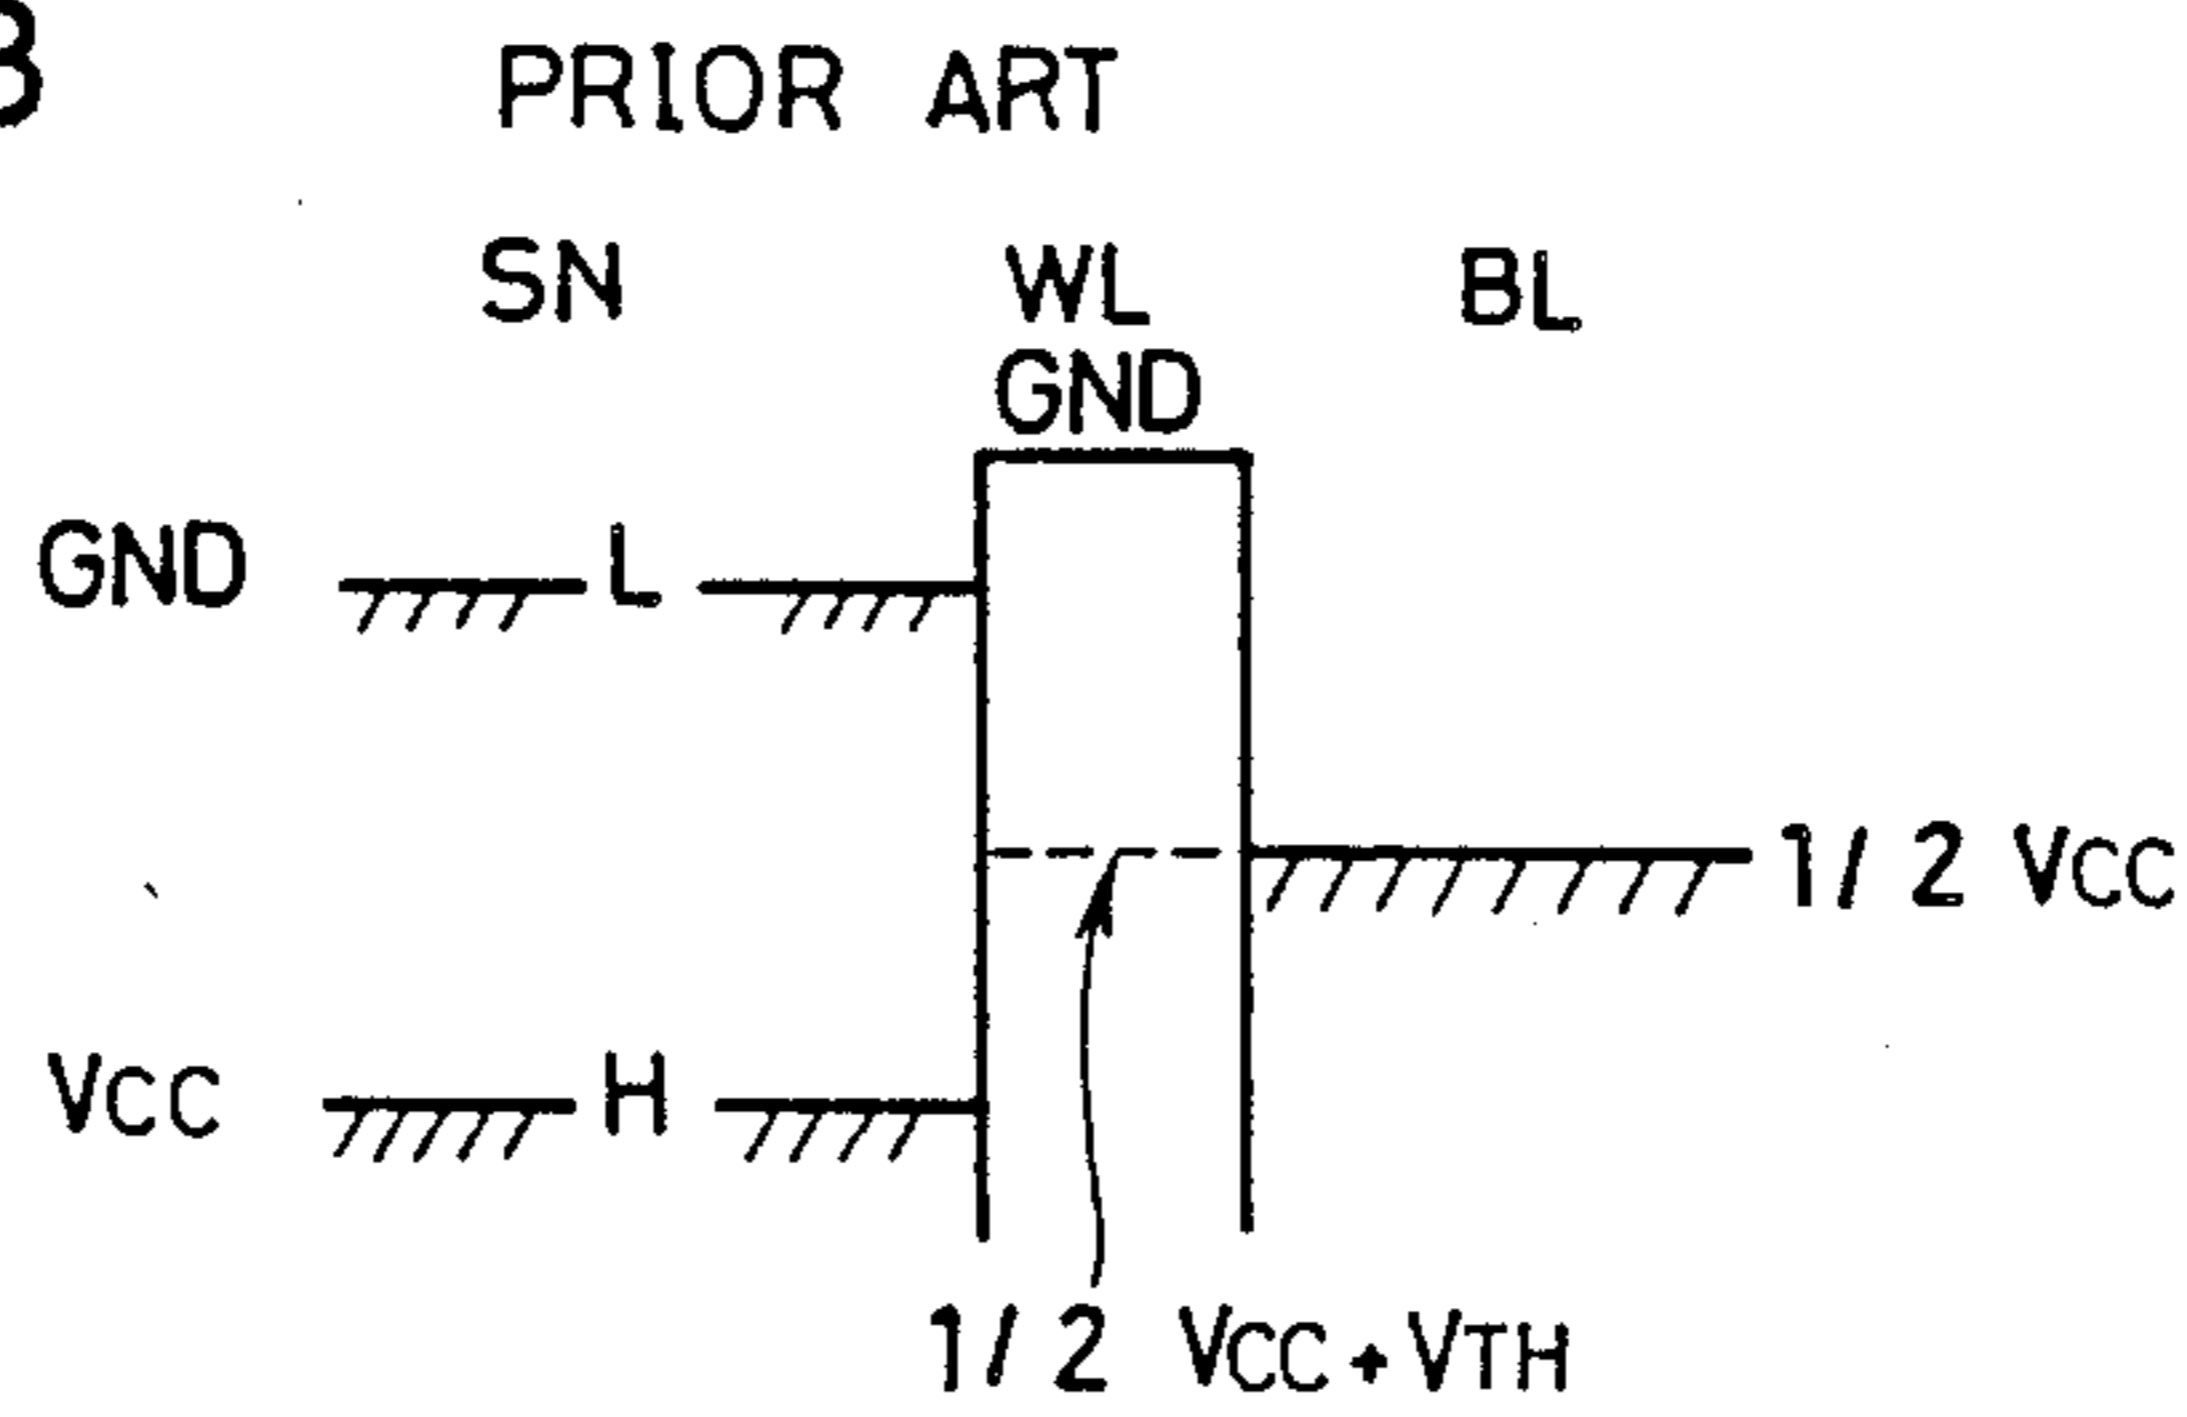 PRIOR ART
SN WL BL
GND
GND L
1/2 VCC
VCC H
1/2 VCC + VTH